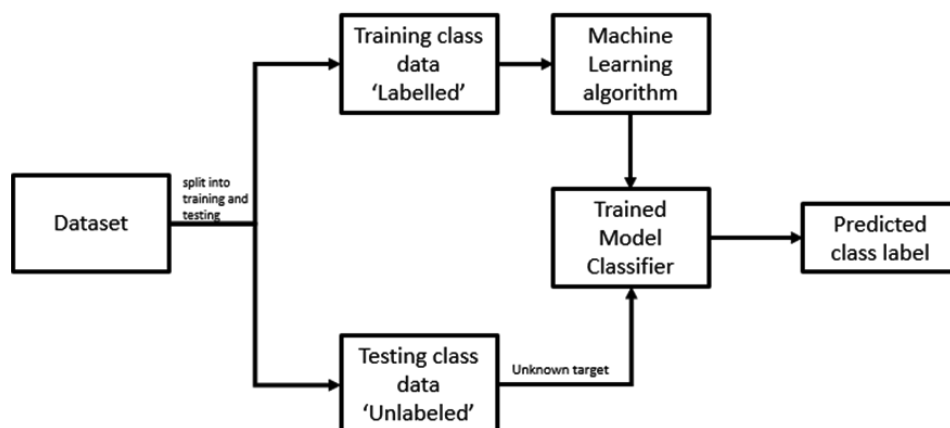 Dataset
split into
training and
testing
Training class
data
‘Labelled’
Machine
Learning
algorithm
Testing class
data
‘Unlabeled’
Unknown target
Trained
Model
Classifier
Predicted
class label